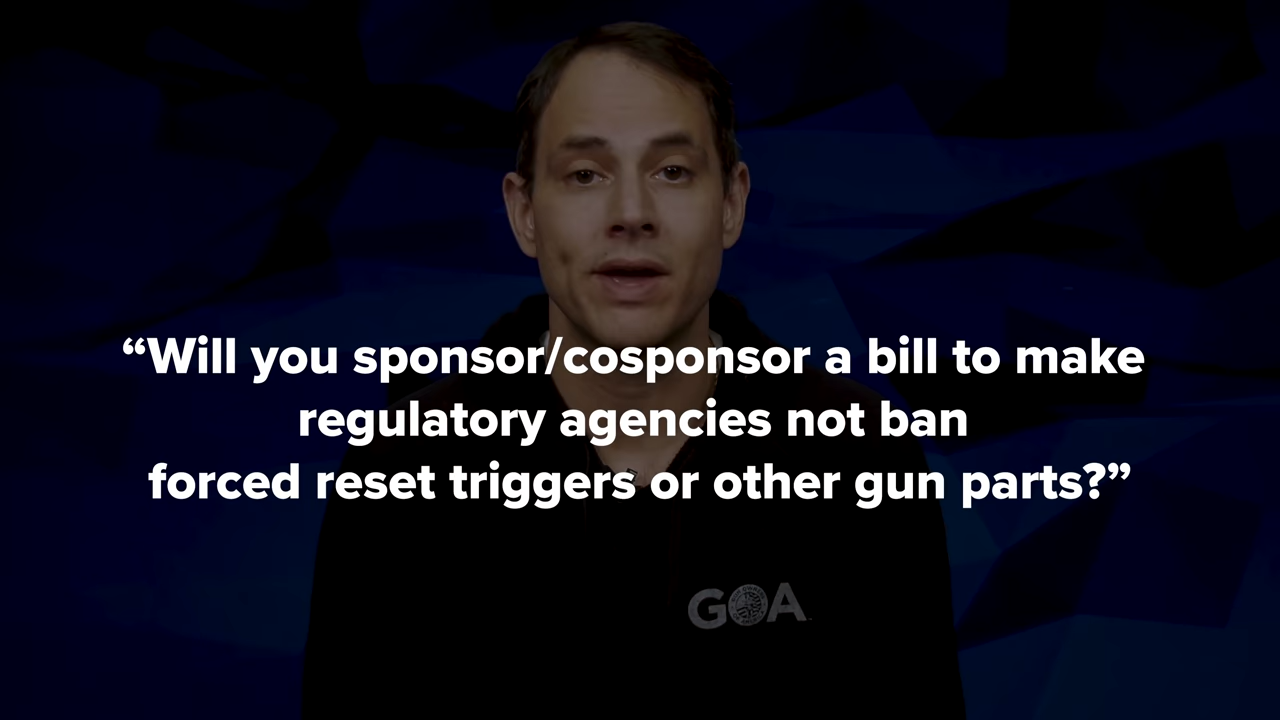 “Will you sponsor/cosponsor a bill to make
regulatory agencies not ban
forced reset triggers or other gun parts?”
GOA